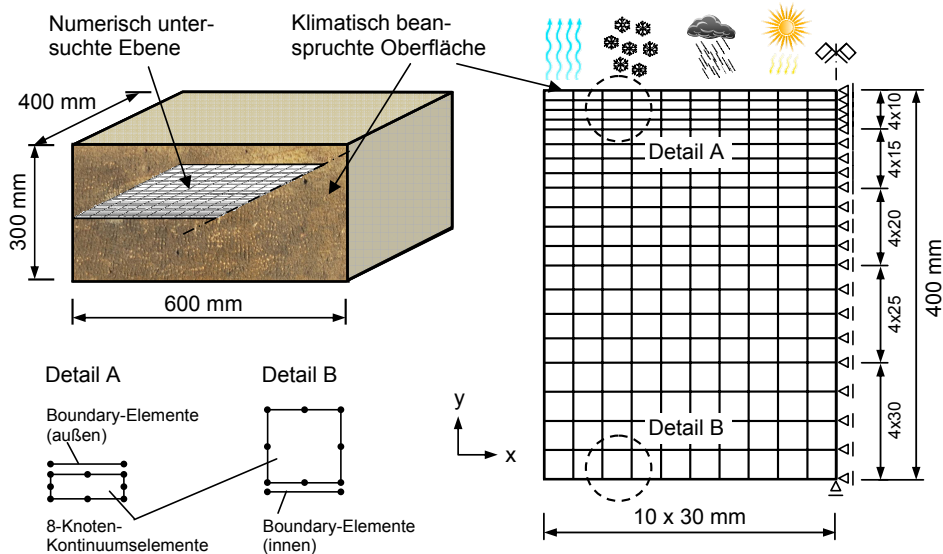 Numerisch unter-
suchte Ebene
Klimatisch bean-
spruchte Oberfläche
400 mm
300 mm
600 mm
Detail A
Boundary-Elemente
(außen)
8-Knoten-
Kontinuumselemente
Detail B
Boundary-Elemente
(innen)
y
x
Detail A
Detail B
4x10
4x15
4x20
4x25
4x30
400 mm
10 x 30 mm